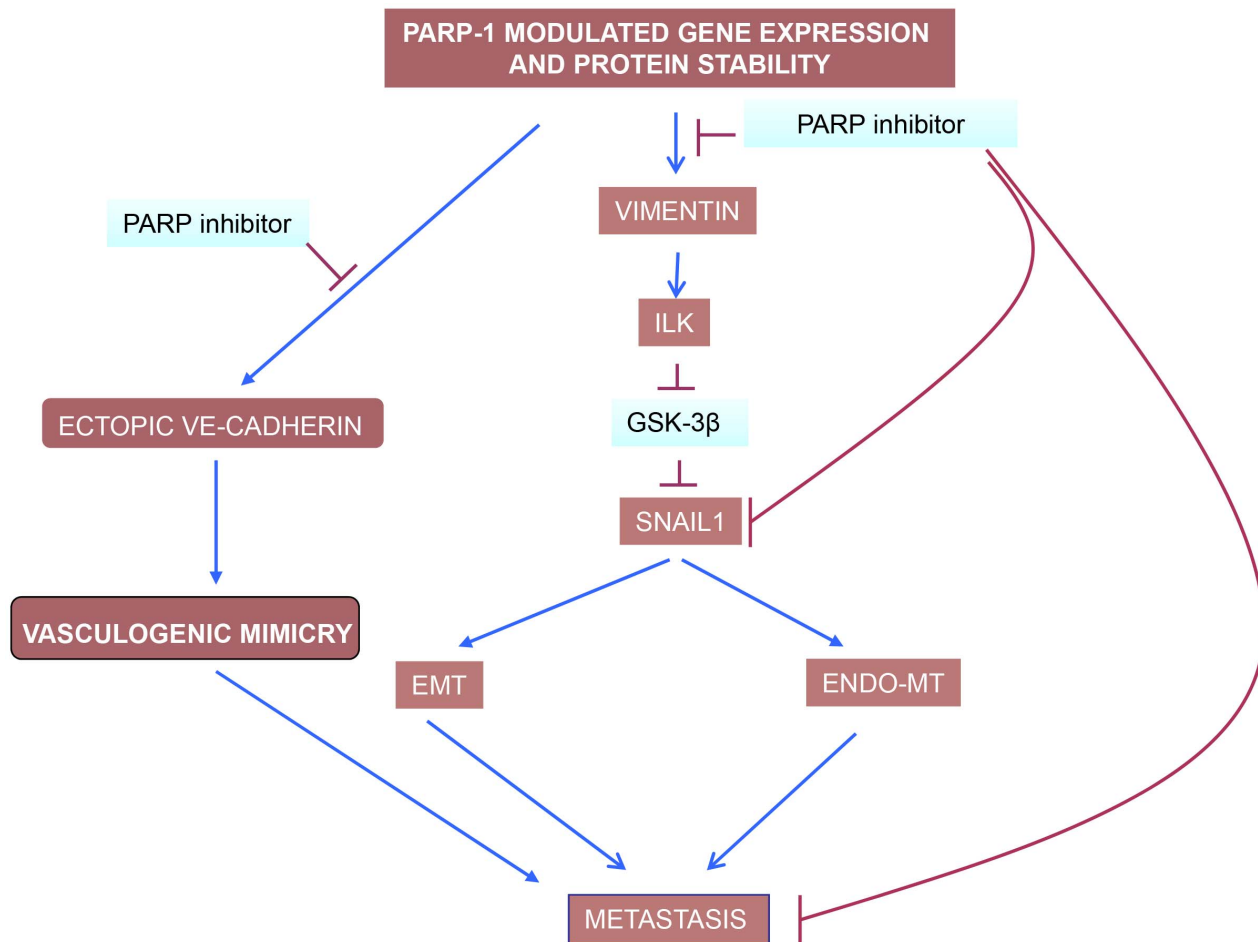 PARP-1 MODULATED GENE EXPRESSION
AND PROTEIN STABILITY
PARP inhibitor
PARP inhibitor
VIMENTIN
ILK
ECTOPIC VE-CADHERIN
GSK-3β
SNAIL1
VASCULOGENIC MIMICRY
EMT
ENDO-MT
METASTASIS